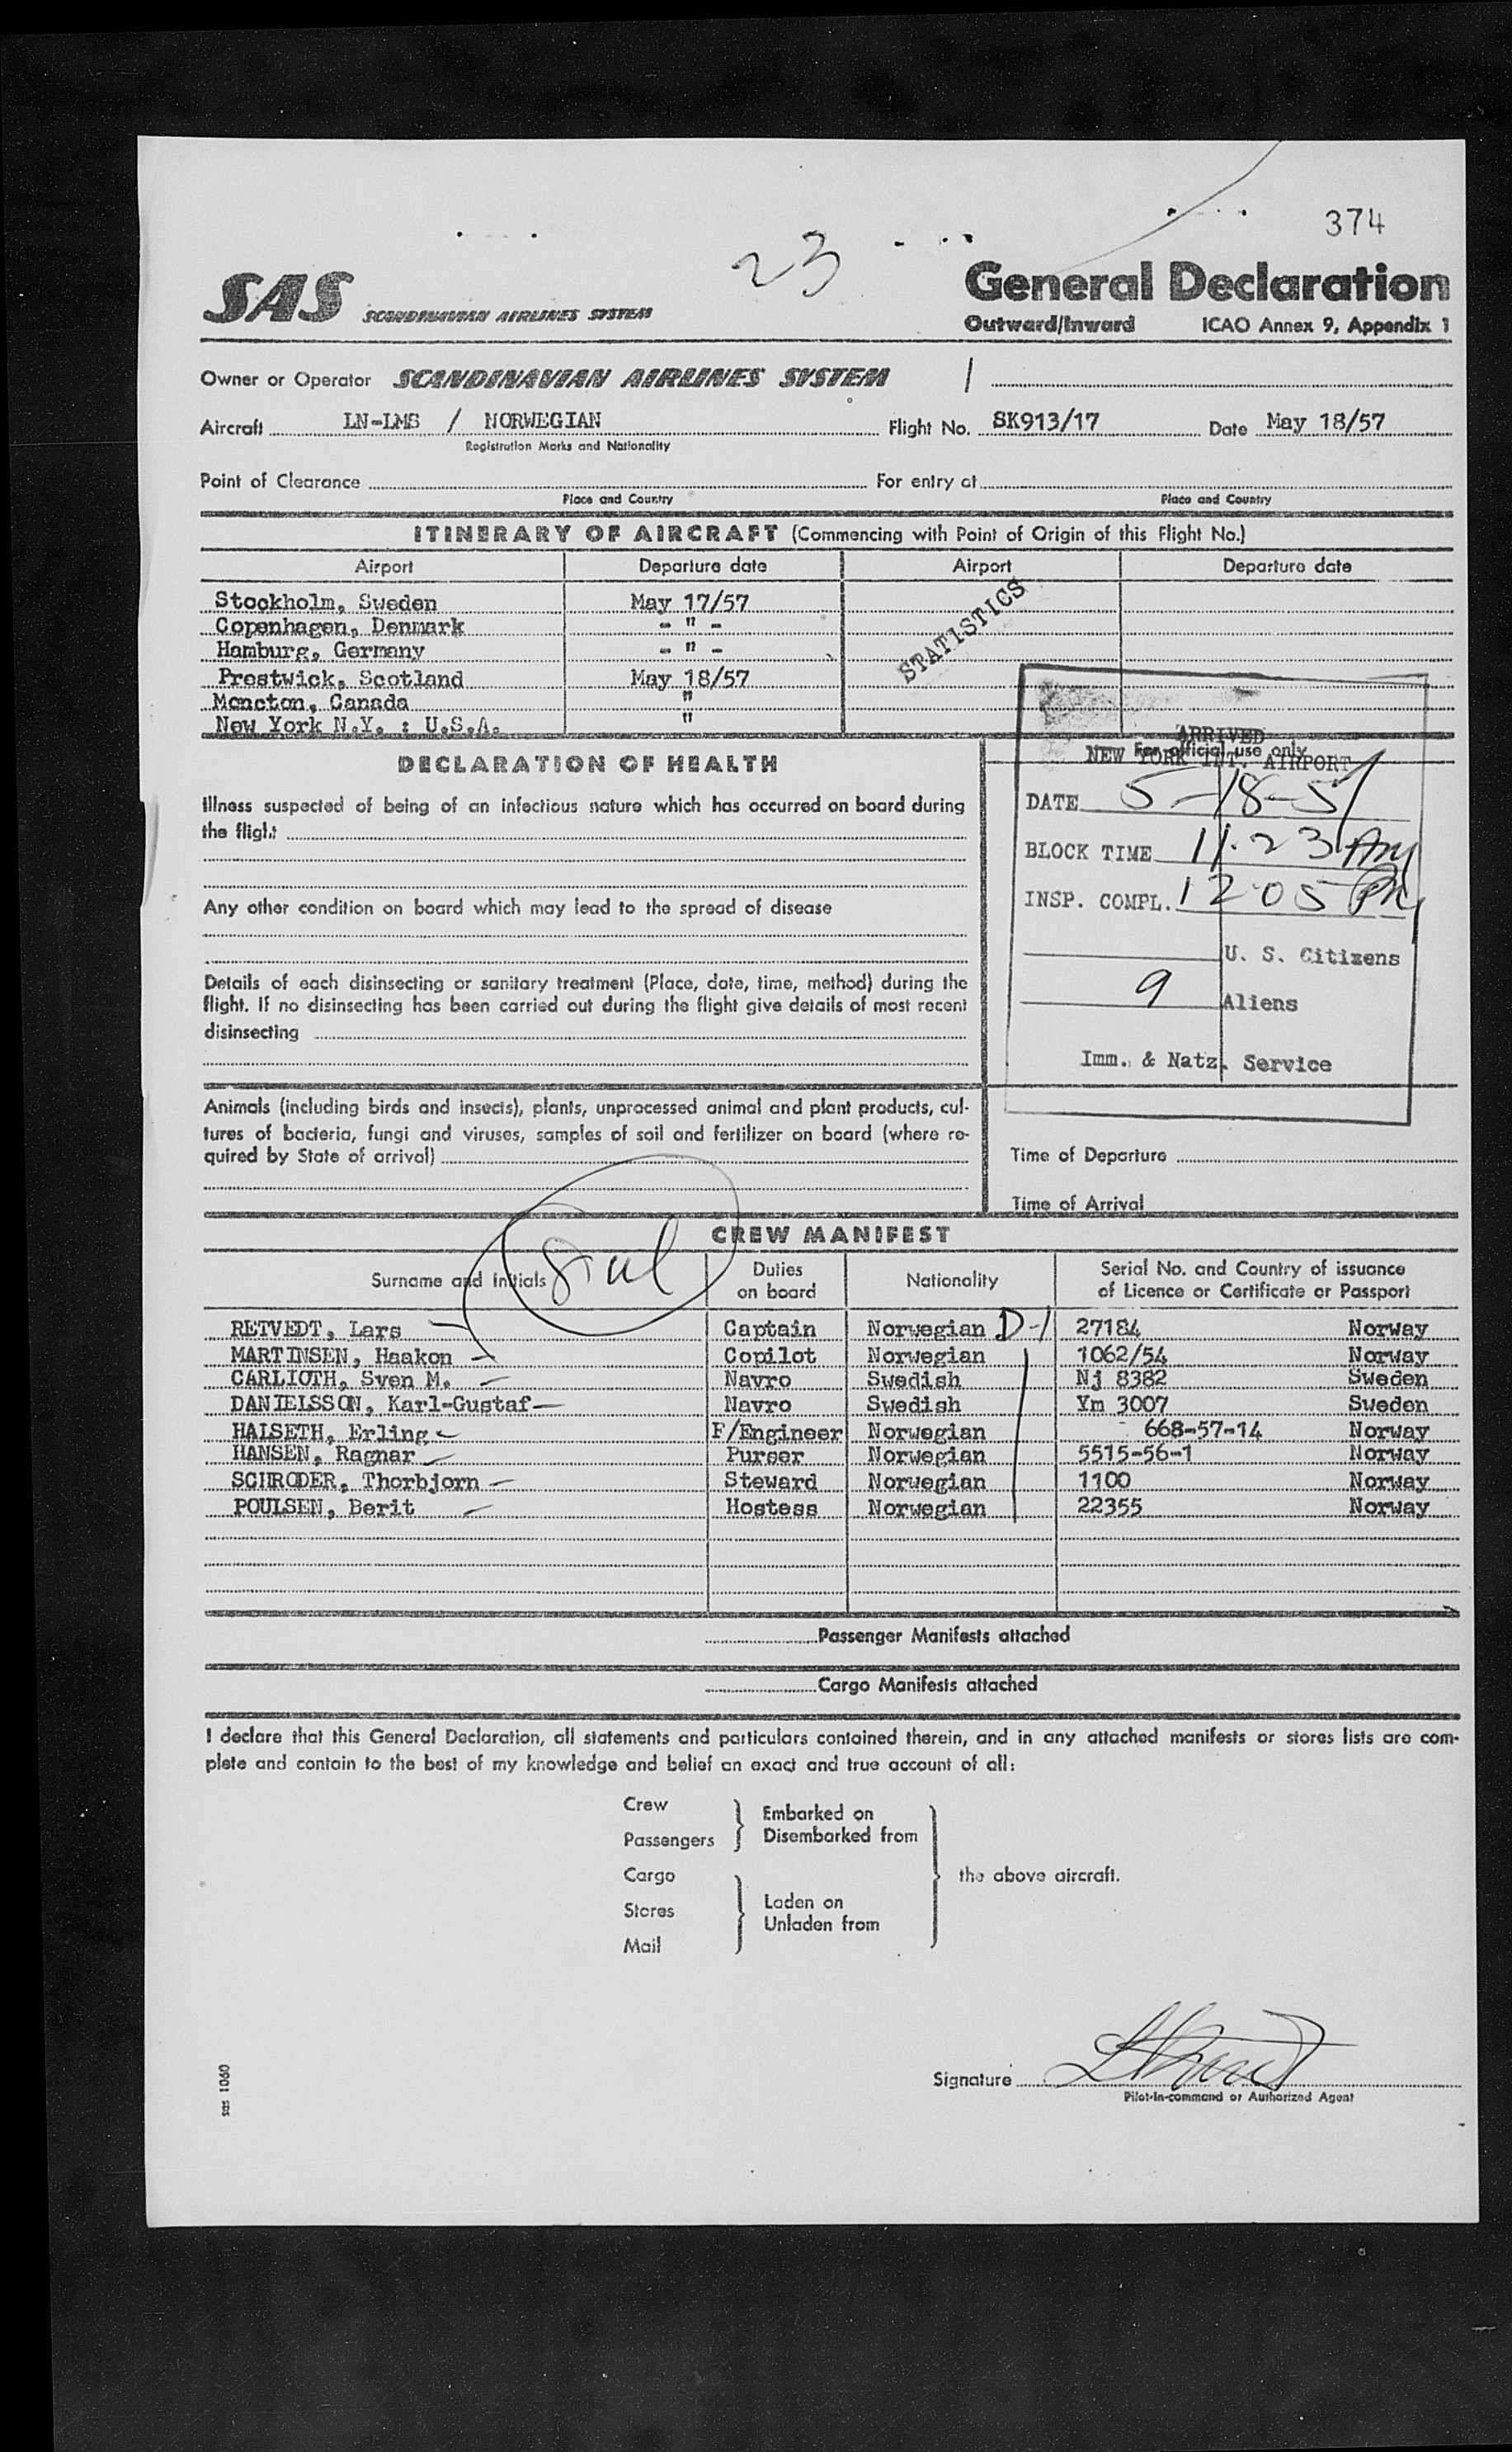 374
23
SAS SCANDINAVIAN AIRLINES SYSTEM
General Declaration
Outward/Inward ICAO Annex 9, Appendix 1
Owner or Operator SCANDINAVIAN AIRLINES SYSTEM
Aircraft LN-LMS / NORWEGIAN Flight No. SK913/17 Date May 18/57
Registration Marks and Nationality
Point of Clearance For entry at
Place and Country Place and Country
ITINERARY OF AIRCRAFT (Commencing with Point of Origin of this Flight No.)
Airport Departure date Airport Departure date
Stockholm, Sweden May 17/57
Copenhagen, Denmark - " -
Hamburg, Germany - " -
Prestwick, Scotland May 18/57
Moncton, Canada "
New York N.Y. : U.S.A. "
STATISTICS
DECLARATION OF HEALTH
Illness suspected of being of an infectious nature which has occurred on board during
the flight
Any other condition on board which may lead to the spread of disease
Details of each disinsecting or sanitary treatment (Place, date, time, method) during the
flight. If no disinsecting has been carried out during the flight give details of most recent
disinsecting
Animals (including birds and insects), plants, unprocessed animal and plant products, cul-
tures of bacteria, fungi and viruses, samples of soil and fertilizer on board (where re-
quired by State of arrival)
For official use only
ARRIVED
NEW YORK INT. AIRPORT
DATE 5-18-57
BLOCK TIME 11.23 AM
INSP. COMPL. 12 05 PM
U. S. Citizens
9 Aliens
Imm. & Natz. Service
Time of Departure
Time of Arrival
CREW MANIFEST
Surname and Initials Duties on board Nationality Serial No. and Country of issuance of Licence or Certificate or Passport
RETVEDT, Lars Captain Norwegian D-1 27184 Norway
MARTINSEN, Haakon Copilot Norwegian 1062/54 Norway
CARLIOTH, Sven M. Navro Swedish Nj 8382 Sweden
DANIELSSON, Karl-Gustaf Navro Swedish Ym 3007 Sweden
HALSETH, Erling F/Engineer Norwegian 668-57-14 Norway
HANSEN, Ragnar Purser Norwegian 5515-56-1 Norway
SCHRODER, Thorbjorn Steward Norwegian 1100 Norway
POULSEN, Berit Hostess Norwegian 22355 Norway
Passenger Manifests attached
Cargo Manifests attached
I declare that this General Declaration, all statements and particulars contained therein, and in any attached manifests or stores lists are com-
plete and contain to the best of my knowledge and belief an exact and true account of all:
Crew
Passengers
Embarked on
Disembarked from
Cargo
Stores
Mail
Laden on
Unladen from
the above aircraft.
Signature
Pilot-in-command or Authorized Agent
sas 1060